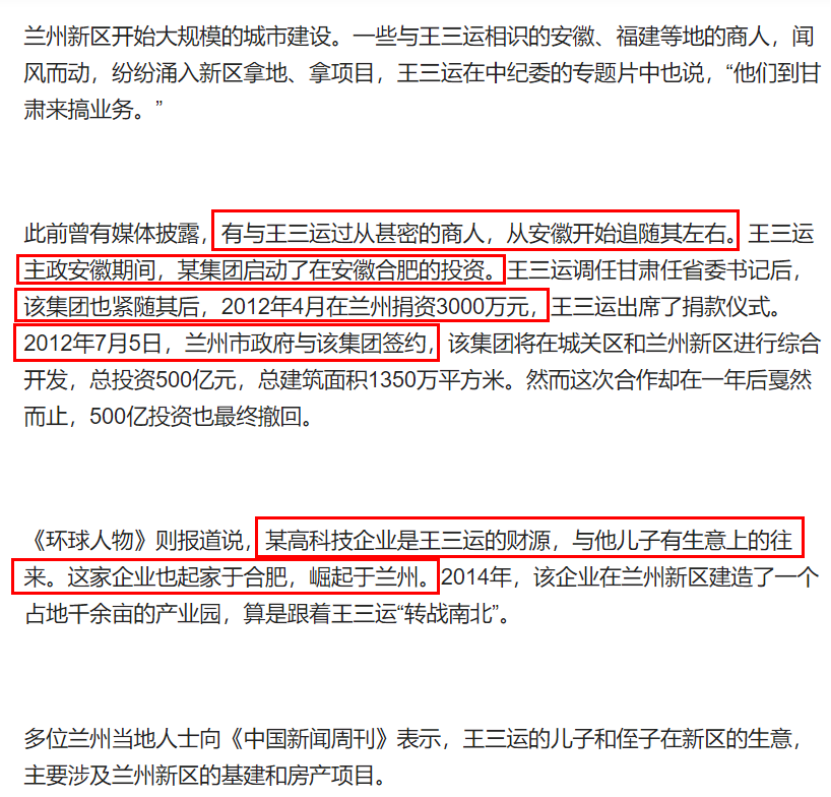 兰州新区开始大规模的城市建设。一些与王三运相识的安徽、福建等地的商人，闻
风而动，纷纷涌入新区拿地、拿项目，王三运在中纪委的专题片中也说，“他们到甘
肃来搞业务。”
此前曾有媒体披露，有与王三运过从甚密的商人，从安徽开始追随其左右。王三运
主政安徽期间，某集团启动了在安徽合肥的投资。王三运调任甘肃任省委书记后，
该集团也紧随其后，2012年4月在兰州捐资3000万元，王三运出席了捐款仪式。
2012年7月5日，兰州市政府与该集团签约，该集团将在城关区和兰州新区进行综合
开发，总投资500亿元，总建筑面积1350万平方米。然而这次合作却在一年后戛然
而止，500亿投资也最终撤回。
《环球人物》则报道说，某高科技企业是王三运的财源，与他儿子有生意上的往
来。这家企业也起家于合肥，崛起于兰州。2014年，该企业在兰州新区建造了一个
占地千余亩的产业园，算是跟着王三运“转战南北”。
多位兰州当地人士向《中国新闻周刊》表示，王三运的儿子和侄子在新区的生意，
主要涉及兰州新区的基建和房产项目。